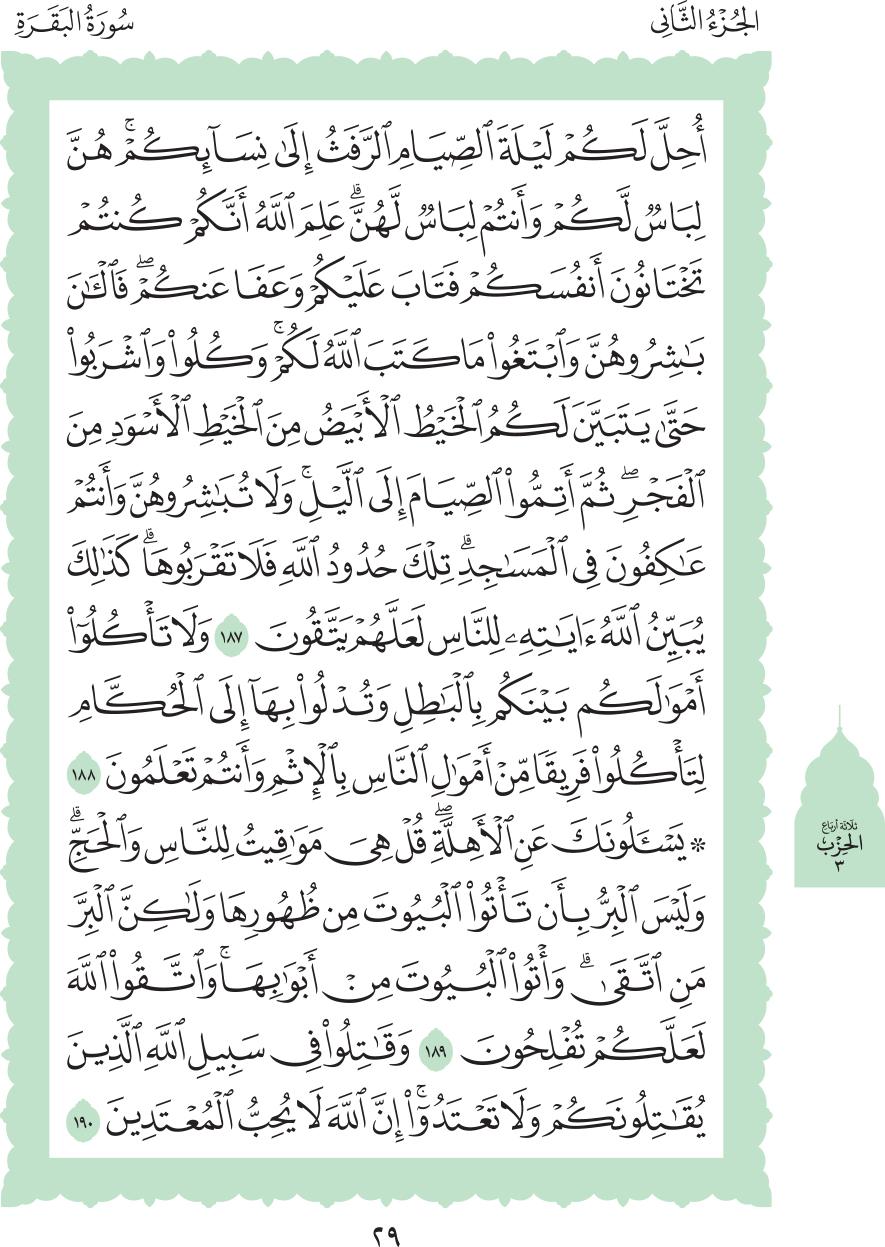 الجُزْءُ الثَّانِي
سُورَةُ البَقَرَةِ
أُحِلَّ لَكُمْ لَيْلَةَ ٱلصِّيَامِ ٱلرَّفَثُ إِلَىٰ نِسَآئِكُمْۚ هُنَّ
لِبَاسٌ لَّكُمْ وَأَنتُمْ لِبَاسٌ لَّهُنَّۗ عَلِمَ ٱللَّهُ أَنَّكُمْ كُنتُمْ
تَخْتَانُونَ أَنفُسَكُمْ فَتَابَ عَلَيْكُمْ وَعَفَا عَنكُمْۖ فَٱلْـَٰٔنَ
بَـٰشِرُوهُنَّ وَٱبْتَغُوا۟ مَا كَتَبَ ٱللَّهُ لَكُمْۚ وَكُلُوا۟ وَٱشْرَبُوا۟
حَتَّىٰ يَتَبَيَّنَ لَكُمُ ٱلْخَيْطُ ٱلْأَبْيَضُ مِنَ ٱلْخَيْطِ ٱلْأَسْوَدِ مِنَ
ٱلْفَجْرِۖ ثُمَّ أَتِمُّوا۟ ٱلصِّيَامَ إِلَى ٱلَّيْلِۚ وَلَا تُبَـٰشِرُوهُنَّ وَأَنتُمْ
عَـٰكِفُونَ فِى ٱلْمَسَـٰجِدِۗ تِلْكَ حُدُودُ ٱللَّهِ فَلَا تَقْرَبُوهَاۗ كَذَٰلِكَ
يُبَيِّنُ ٱللَّهُ ءَايَـٰتِهِۦ لِلنَّاسِ لَعَلَّهُمْ يَتَّقُونَ ١٨٧ وَلَا تَأْكُلُوٓا۟
أَمْوَٰلَكُم بَيْنَكُم بِٱلْبَـٰطِلِ وَتُدْلُوا۟ بِهَآ إِلَى ٱلْحُكَّامِ
لِتَأْكُلُوا۟ فَرِيقًا مِّنْ أَمْوَٰلِ ٱلنَّاسِ بِٱلْإِثْمِ وَأَنتُمْ تَعْلَمُونَ ١٨٨
۞ يَسْـَٔلُونَكَ عَنِ ٱلْأَهِلَّةِۖ قُلْ هِىَ مَوَٰقِيتُ لِلنَّاسِ وَٱلْحَجِّۗ
وَلَيْسَ ٱلْبِرُّ بِأَن تَأْتُوا۟ ٱلْبُيُوتَ مِن ظُهُورِهَا وَلَـٰكِنَّ ٱلْبِرَّ
مَنِ ٱتَّقَىٰۗ وَأْتُوا۟ ٱلْبُيُوتَ مِنْ أَبْوَٰبِهَاۚ وَٱتَّقُوا۟ ٱللَّهَ
لَعَلَّكُمْ تُفْلِحُونَ ١٨٩ وَقَـٰتِلُوا۟ فِى سَبِيلِ ٱللَّهِ ٱلَّذِينَ
يُقَـٰتِلُونَكُمْ وَلَا تَعْتَدُوٓا۟ۚ إِنَّ ٱللَّهَ لَا يُحِبُّ ٱلْمُعْتَدِينَ ١٩٠
ثلاثة أرباع
الحِزْب
٣
٢٩